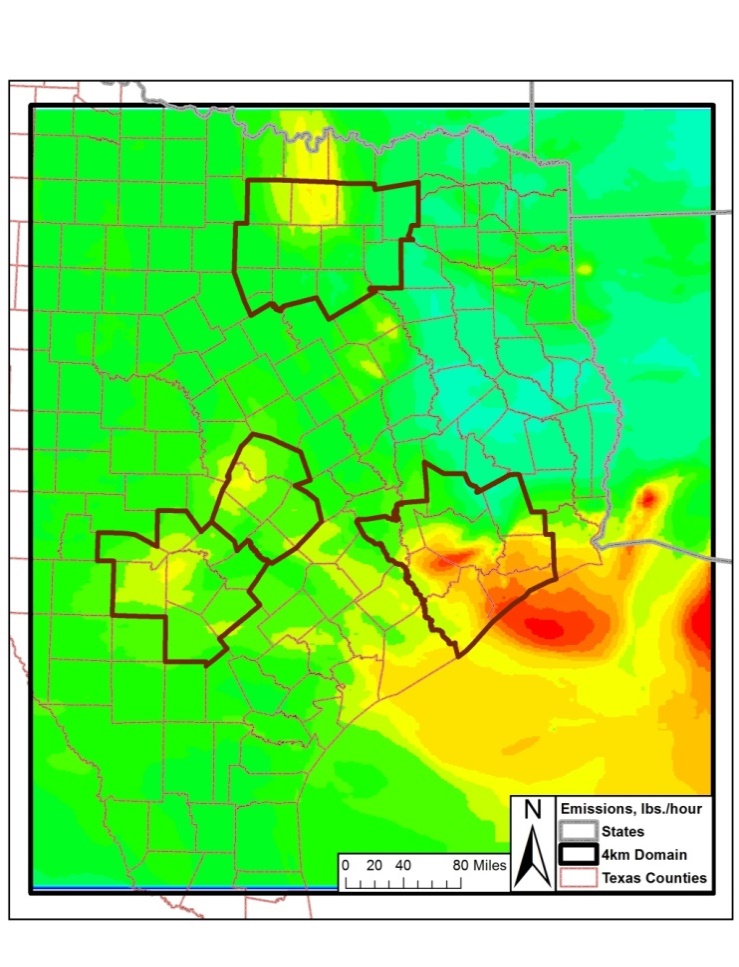 N
Emissions, lbs./hour
States
4km Domain
Texas Counties
0 20 40 80 Miles